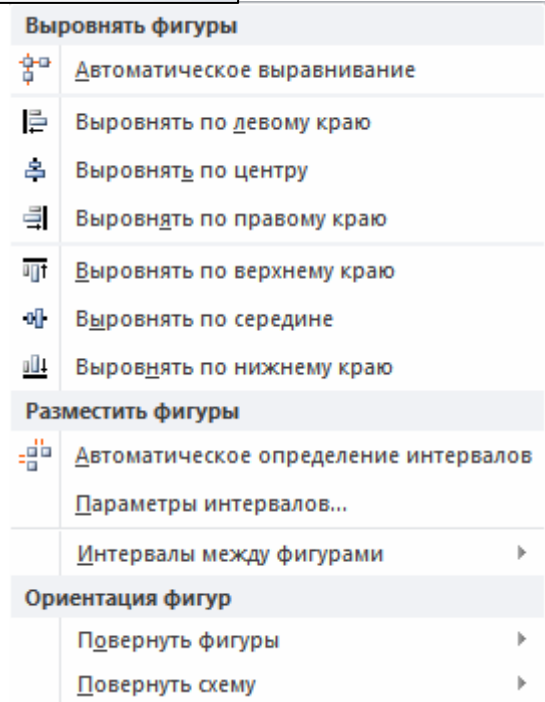 Выровнять фигуры
Автоматическое выравнивание
Выровнять по левому краю
Выровнять по центру
Выровнять по правому краю
Выровнять по верхнему краю
Выровнять по середине
Выровнять по нижнему краю
Разместить фигуры
Автоматическое определение интервалов
Параметры интервалов...
Интервалы между фигурами
Ориентация фигур
Повернуть фигуры
Повернуть схему